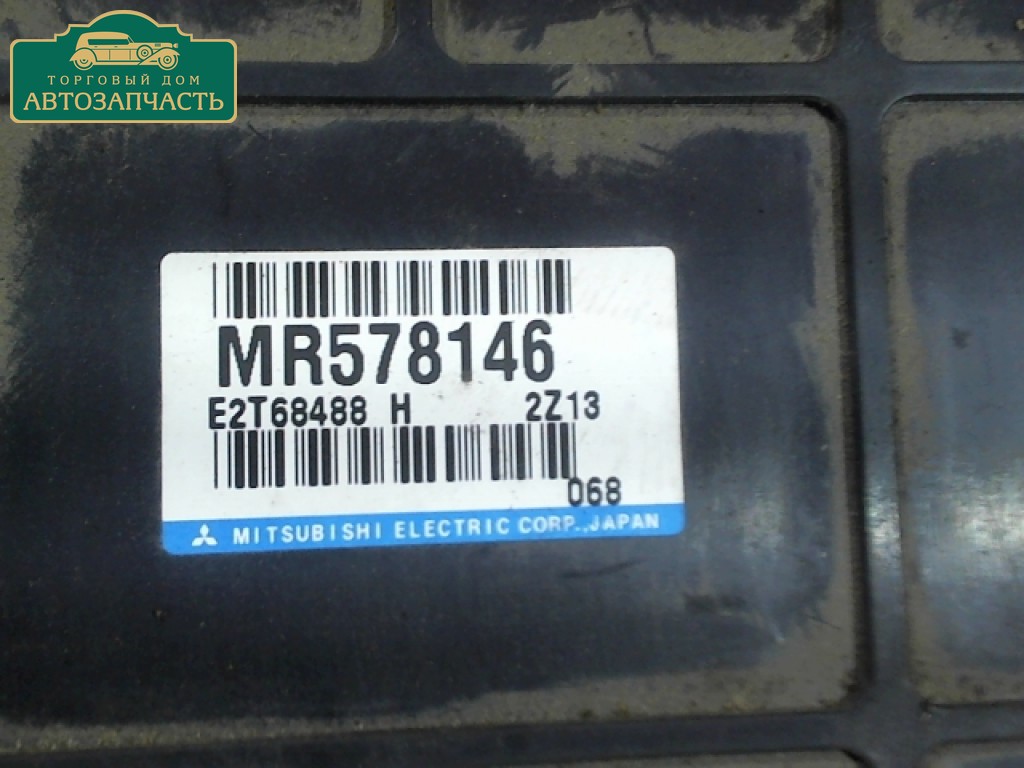 ТОРГОВЫЙ ДОМ
АВТОЗАПЧАСТЬ
MR578146
E2T68488 H 2Z13
068
MITSUBISHI ELECTRIC CORP.,JAPAN